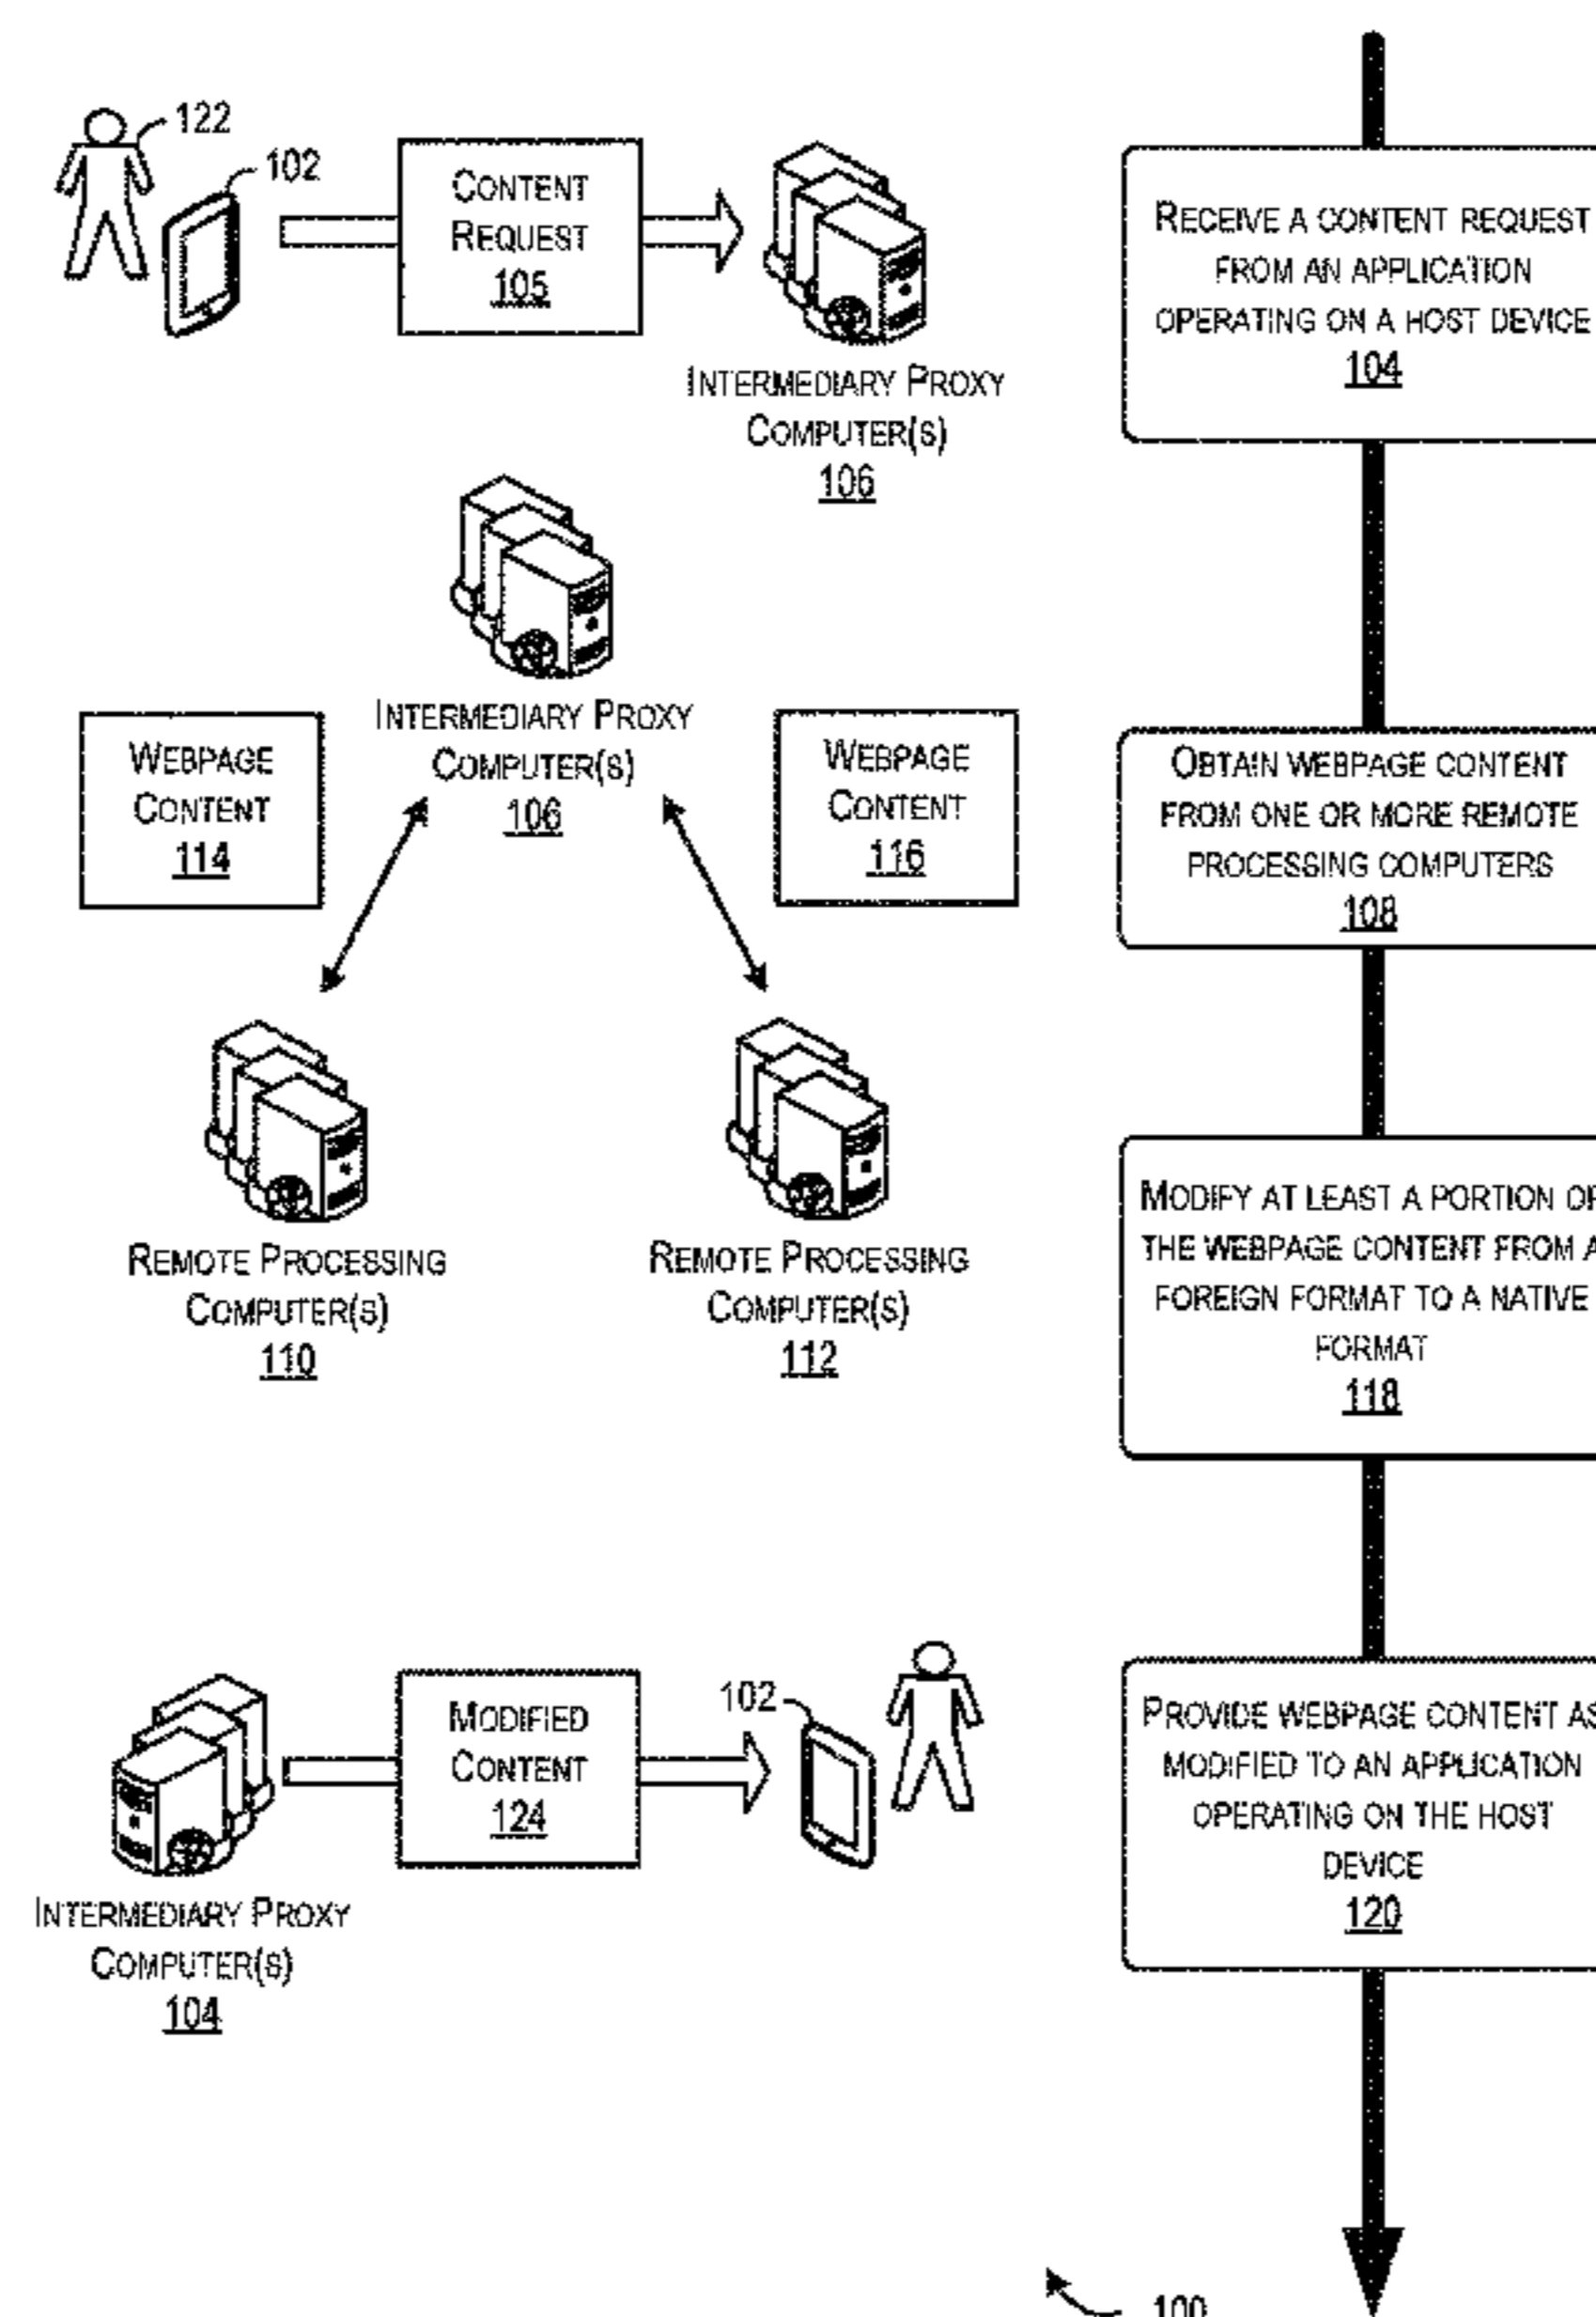 122
102
CONTENT
REQUEST
105
INTERMEDIARY PROXY
COMPUTER(S)
106
RECEIVE A CONTENT REQUEST
FROM AN APPLICATION
OPERATING ON A HOST DEVICE
104
INTERMEDIARY PROXY
COMPUTER(S)
106
WEBPAGE
CONTENT
114
WEBPAGE
CONTENT
116
OBTAIN WEBPAGE CONTENT
FROM ONE OR MORE REMOTE
PROCESSING COMPUTERS
108
REMOTE PROCESSING
COMPUTER(S)
110
REMOTE PROCESSING
COMPUTER(S)
112
MODIFY AT LEAST A PORTION OF
THE WEBPAGE CONTENT FROM A
FOREIGN FORMAT TO A NATIVE
FORMAT
118
INTERMEDIARY PROXY
COMPUTER(S)
104
MODIFIED
CONTENT
124
102
PROVIDE WEBPAGE CONTENT AS
MODIFIED TO AN APPLICATION
OPERATING ON THE HOST
DEVICE
120
100